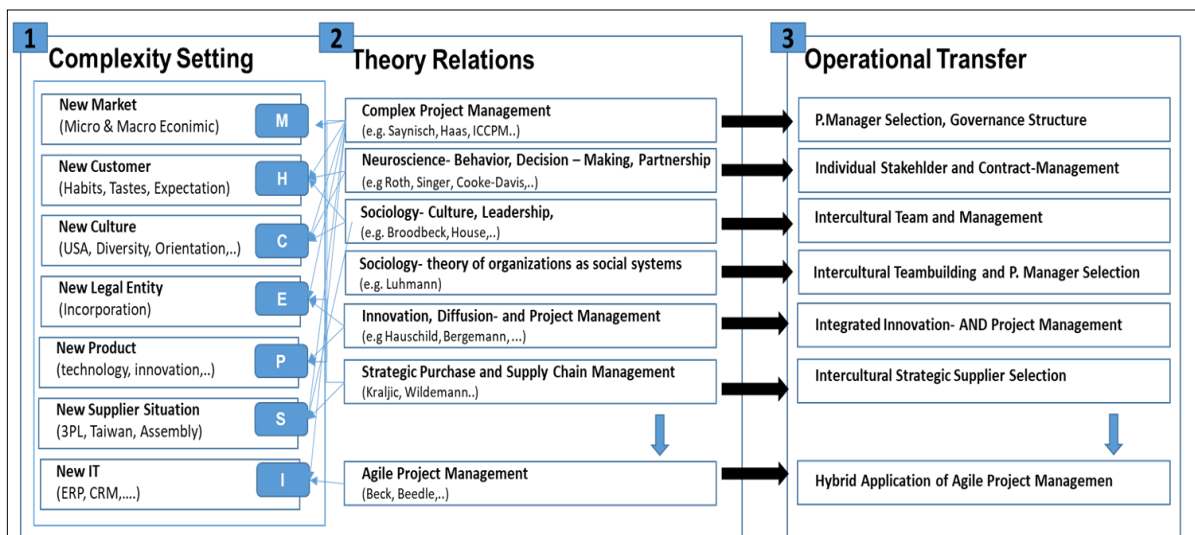 1
Complexity Setting
New Market
(Micro & Macro Econimic)
M
New Customer
(Habits, Tastes, Expectation)
H
New Culture
(USA, Diversity, Orientation,..)
C
New Legal Entity
(Incorporation)
E
New Product
(technology, innovation,..)
P
New Supplier Situation
(3PL, Taiwan, Assembly)
S
New IT
(ERP, CRM,....)
I
2
Theory Relations
Complex Project Management
(e.g. Saynisch, Haas, ICCPM..)
Neuroscience- Behavior, Decision – Making, Partnership
(e.g Roth, Singer, Cooke-Davis,..)
Sociology- Culture, Leadership,
(e.g. Broodbeck, House,..)
Sociology- theory of organizations as social systems
(e.g. Luhmann)
Innovation, Diffusion- and Project Management
(e.g Hauschild, Bergemann, ...)
Strategic Purchase and Supply Chain Management
(Kraljic, Wildemann..)
Agile Project Management
(Beck, Beedle,..)
3
Operational Transfer
P.Manager Selection, Governance Structure
Individual Stakehlder and Contract-Management
Intercultural Team and Management
Intercultural Teambuilding and P. Manager Selection
Integrated Innovation- AND Project Management
Intercultural Strategic Supplier Selection
Hybrid Application of Agile Project Managemen